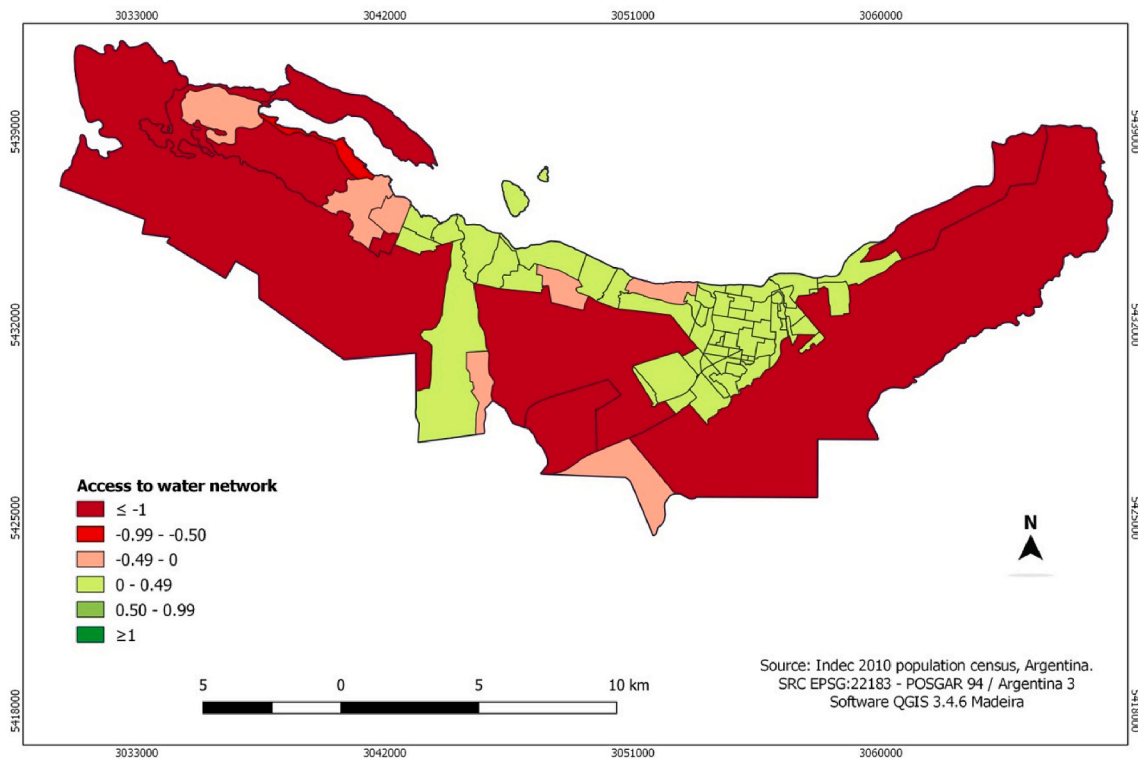 3033000 3042000 3051000 3060000
5439000 5439000
5432000 5432000
5425000 5425000
5418000 5418000
Access to water network
≤ -1
-0.99 - -0.50
-0.49 - 0
0 - 0.49
0.50 - 0.99
≥1
N
5 0 5 10 km
Source: Indec 2010 population census, Argentina.
SRC EPSG:22183 - POSGAR 94 / Argentina 3
Software QGIS 3.4.6 Madeira
3033000 3042000 3051000 3060000